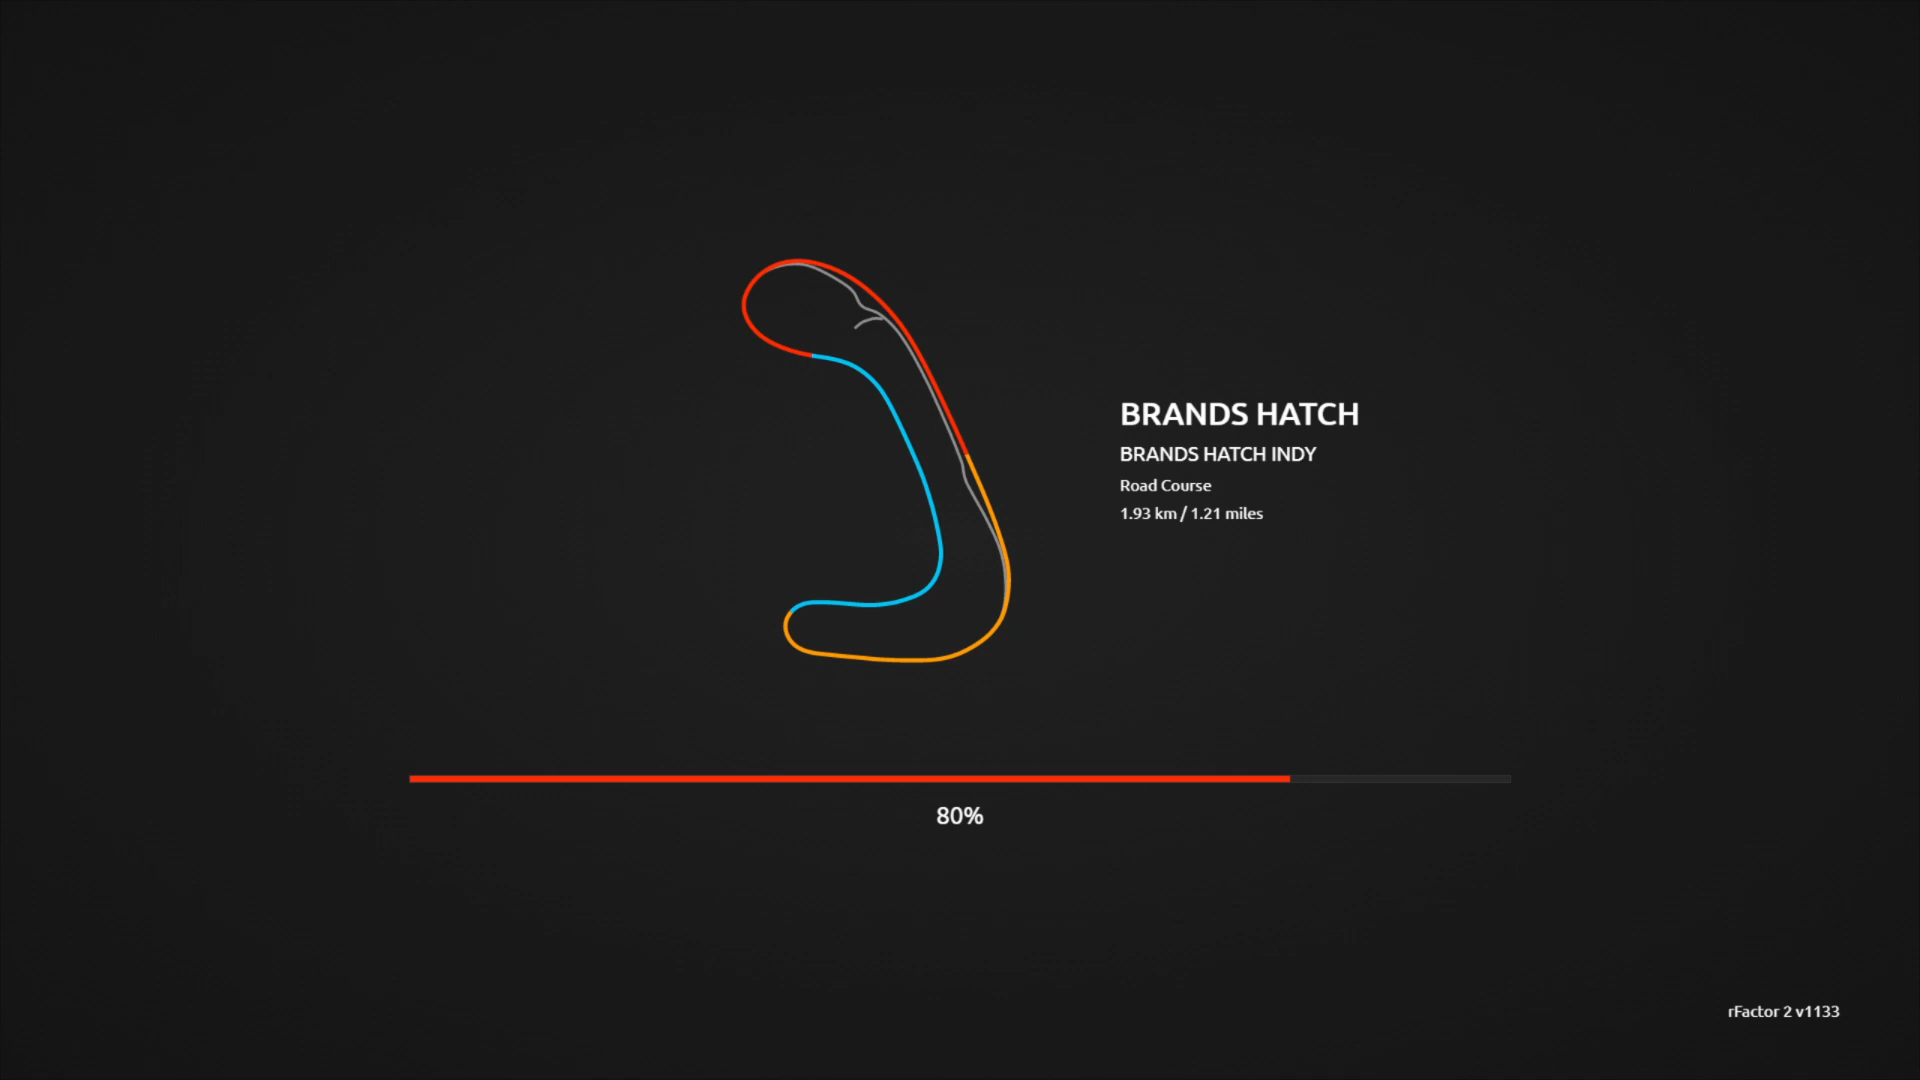 BRANDS HATCH
BRANDS HATCH INDY
Road Course
1.93 km / 1.21 miles
80%
rFactor 2 v1133